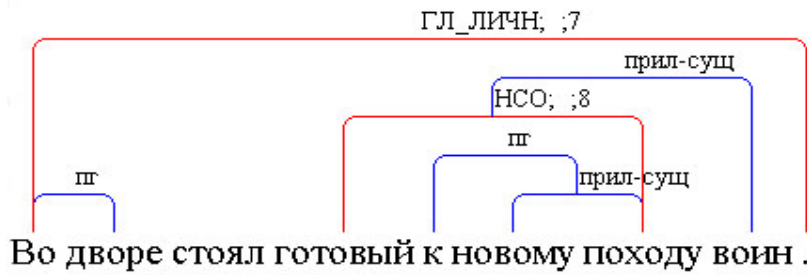 ГЛ_ЛИЧН; ;7
прил-сущ
НСО; ;8
пг
пг
прил-сущ
Во дворе стоял готовый к новому походу воин .